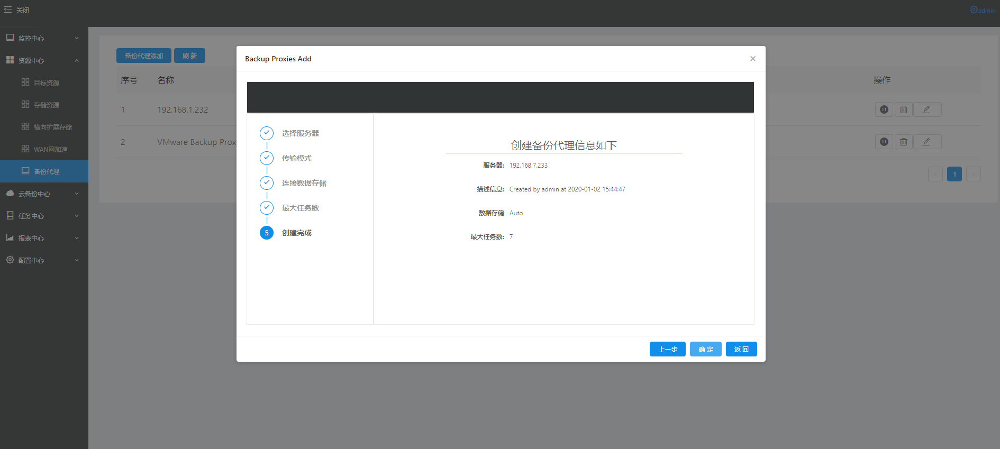 关闭
admin
监控中心
资源中心
目标资源
存储资源
横向扩展存储
WAN网加速
备份代理
云备份中心
任务中心
报表中心
配置中心
备份代理添加
刷 新
序号
名称
操作
1
192.168.1.232
2
VMware Backup Prox
<
1
>
Backup Proxies Add
选择服务器
传输模式
连接数据存储
最大任务数
5
创建完成
创建备份代理信息如下
服务器: 192.168.7.233
描述信息: Created by admin at 2020-01-02 15:44:47
数据存储 Auto
最大任务数: 7
上一步
确 定
返 回